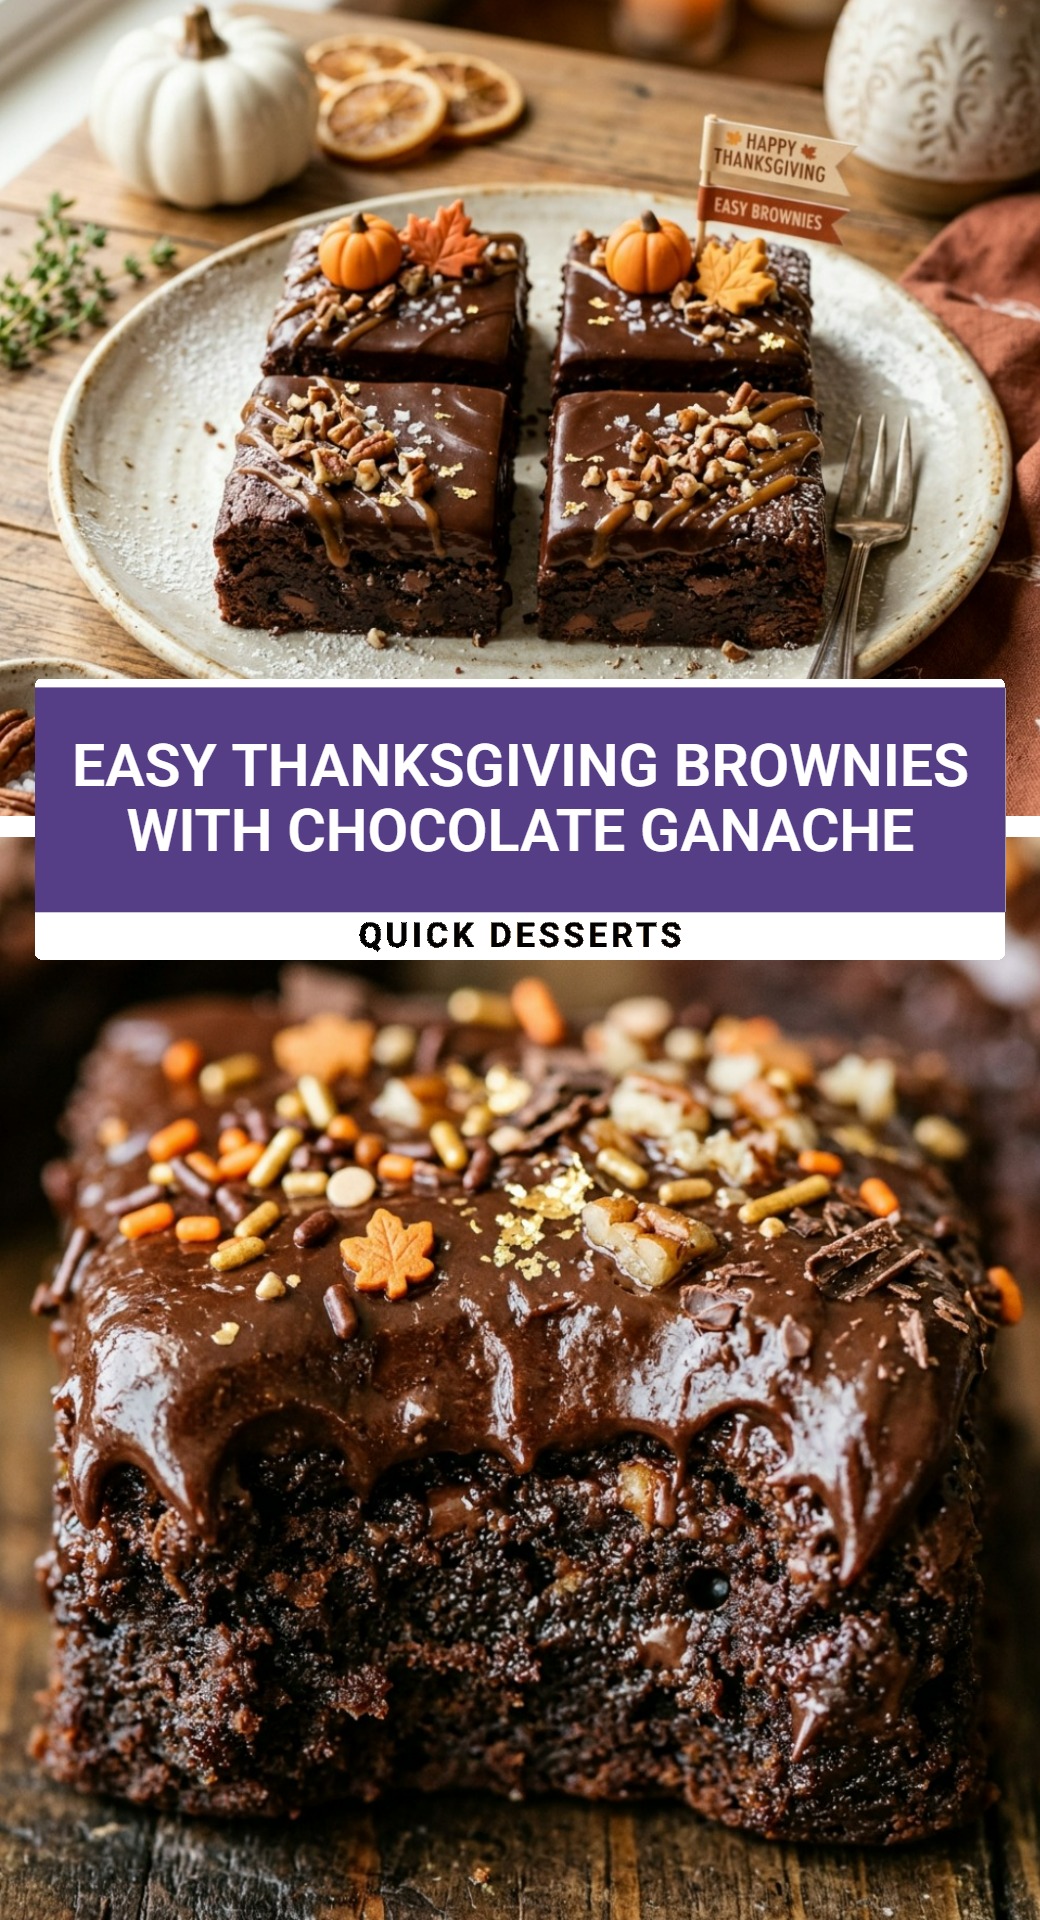 HAPPY
THANKSGIVING
EASY BROWNIES
EASY THANKSGIVING BROWNIES
WITH CHOCOLATE GANACHE
QUICK DESSERTS